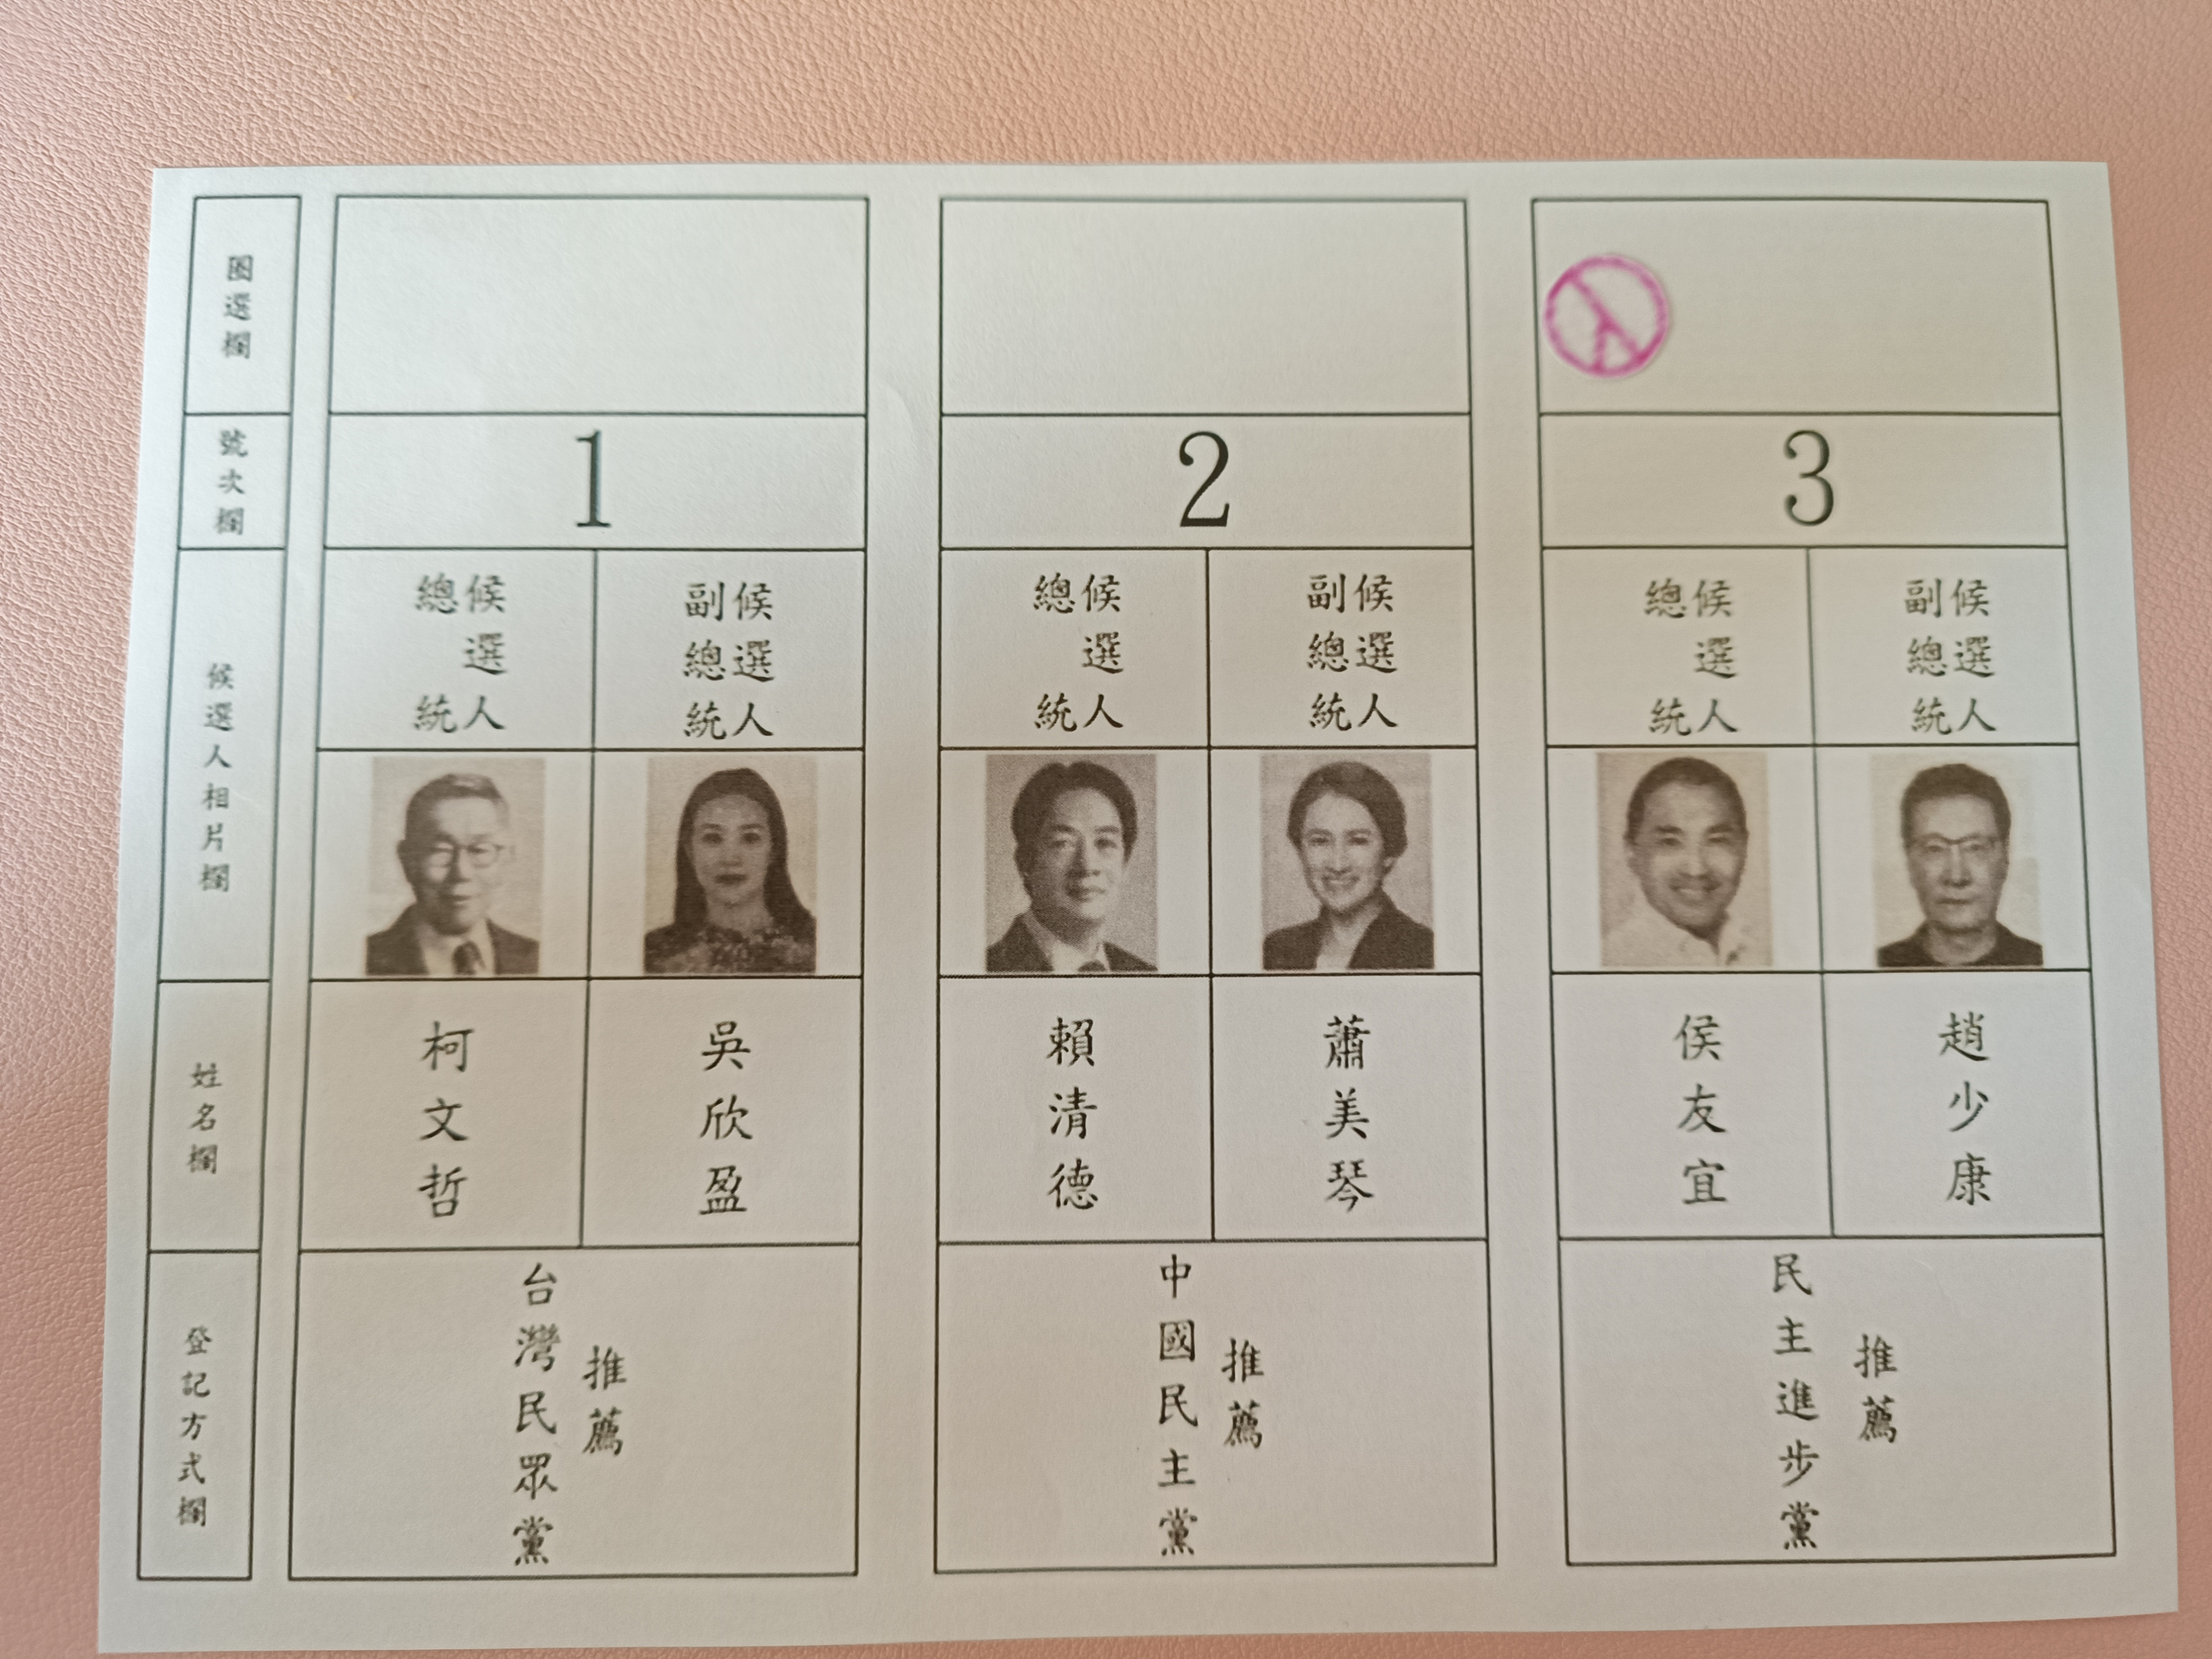 圈選欄
號次欄
候選人相片欄
姓名欄
登記方式欄
1
總統候選人
副總統候選人
柯文哲
吳欣盈
台灣民眾黨
推薦
2
總統候選人
副總統候選人
賴清德
蕭美琴
中國民主黨
推薦
3
總統候選人
副總統候選人
侯友宜
趙少康
民主進步黨
推薦